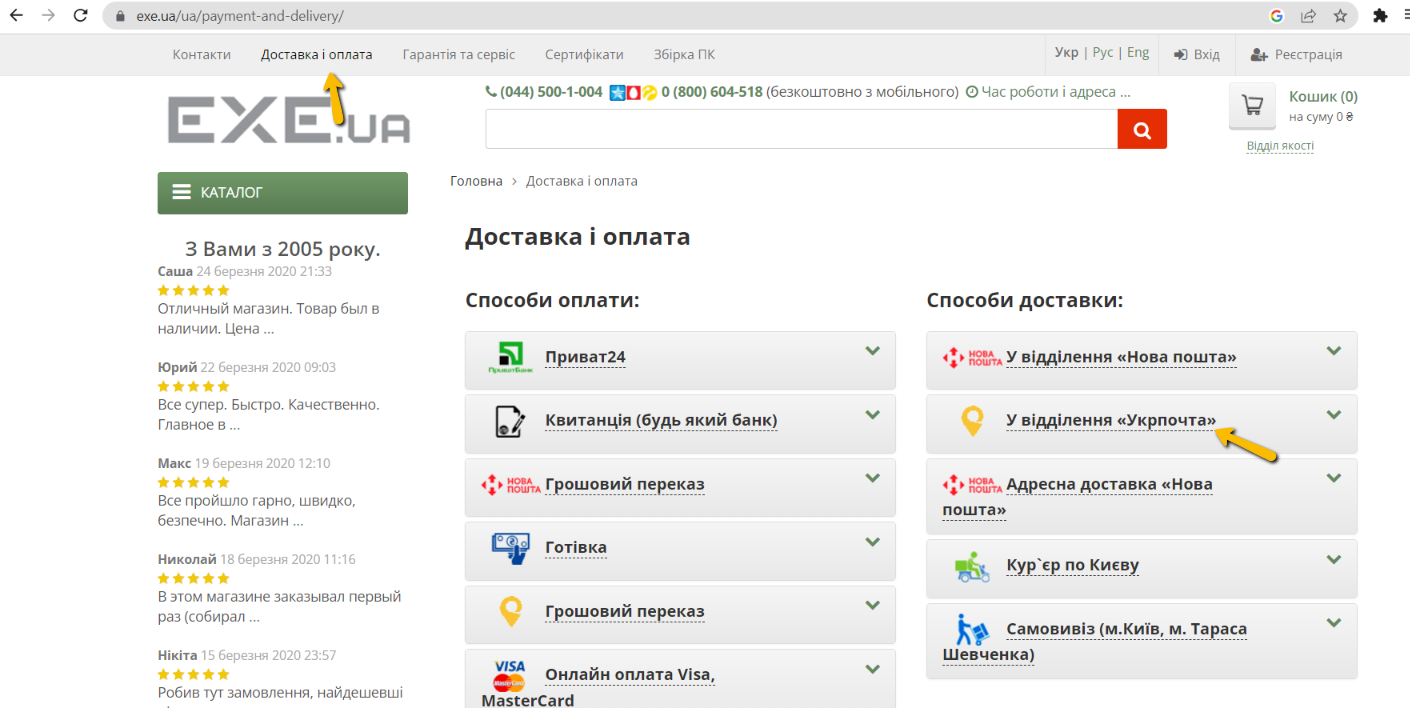 exe.ua/ua/payment-and-delivery/
Контакти Доставка і оплата Гарантія та сервіс Сертифікати Збірка ПК Укр | Рус | Eng Вхід Реєстрація
EXE.UA
(044) 500-1-004 0 (800) 604-518 (безкоштовно з мобільного) Час роботи і адреса ...
Кошик (0)
на суму 0 ₴
Відділ якості
КАТАЛОГ
Головна › Доставка і оплата
З Вами з 2005 року.
Саша 24 березня 2020 21:33
Отличный магазин. Товар был в
наличии. Цена ...
Юрий 22 березня 2020 09:03
Все супер. Быстро. Качественно.
Главное в ...
Макс 19 березня 2020 12:10
Все пройшло гарно, швидко,
безпечно. Магазин ...
Николай 18 березня 2020 11:16
В этом магазине заказывал первый
раз (собирал ...
Нікіта 15 березня 2020 23:57
Робив тут замовлення, найдешевші
Доставка і оплата
Способи оплати:
ПриватБанк Приват24
Квитанція (будь який банк)
НОВА ПОШТА Грошовий переказ
Готівка
Грошовий переказ
VISA
MasterCard
Онлайн оплата Visa,
MasterCard
Способи доставки:
НОВА ПОШТА У відділення «Нова пошта»
У відділення «Укрпочта»
НОВА ПОШТА Адресна доставка «Нова
пошта»
Кур`єр по Києву
Самовивіз (м.Київ, м. Тараса
Шевченка)